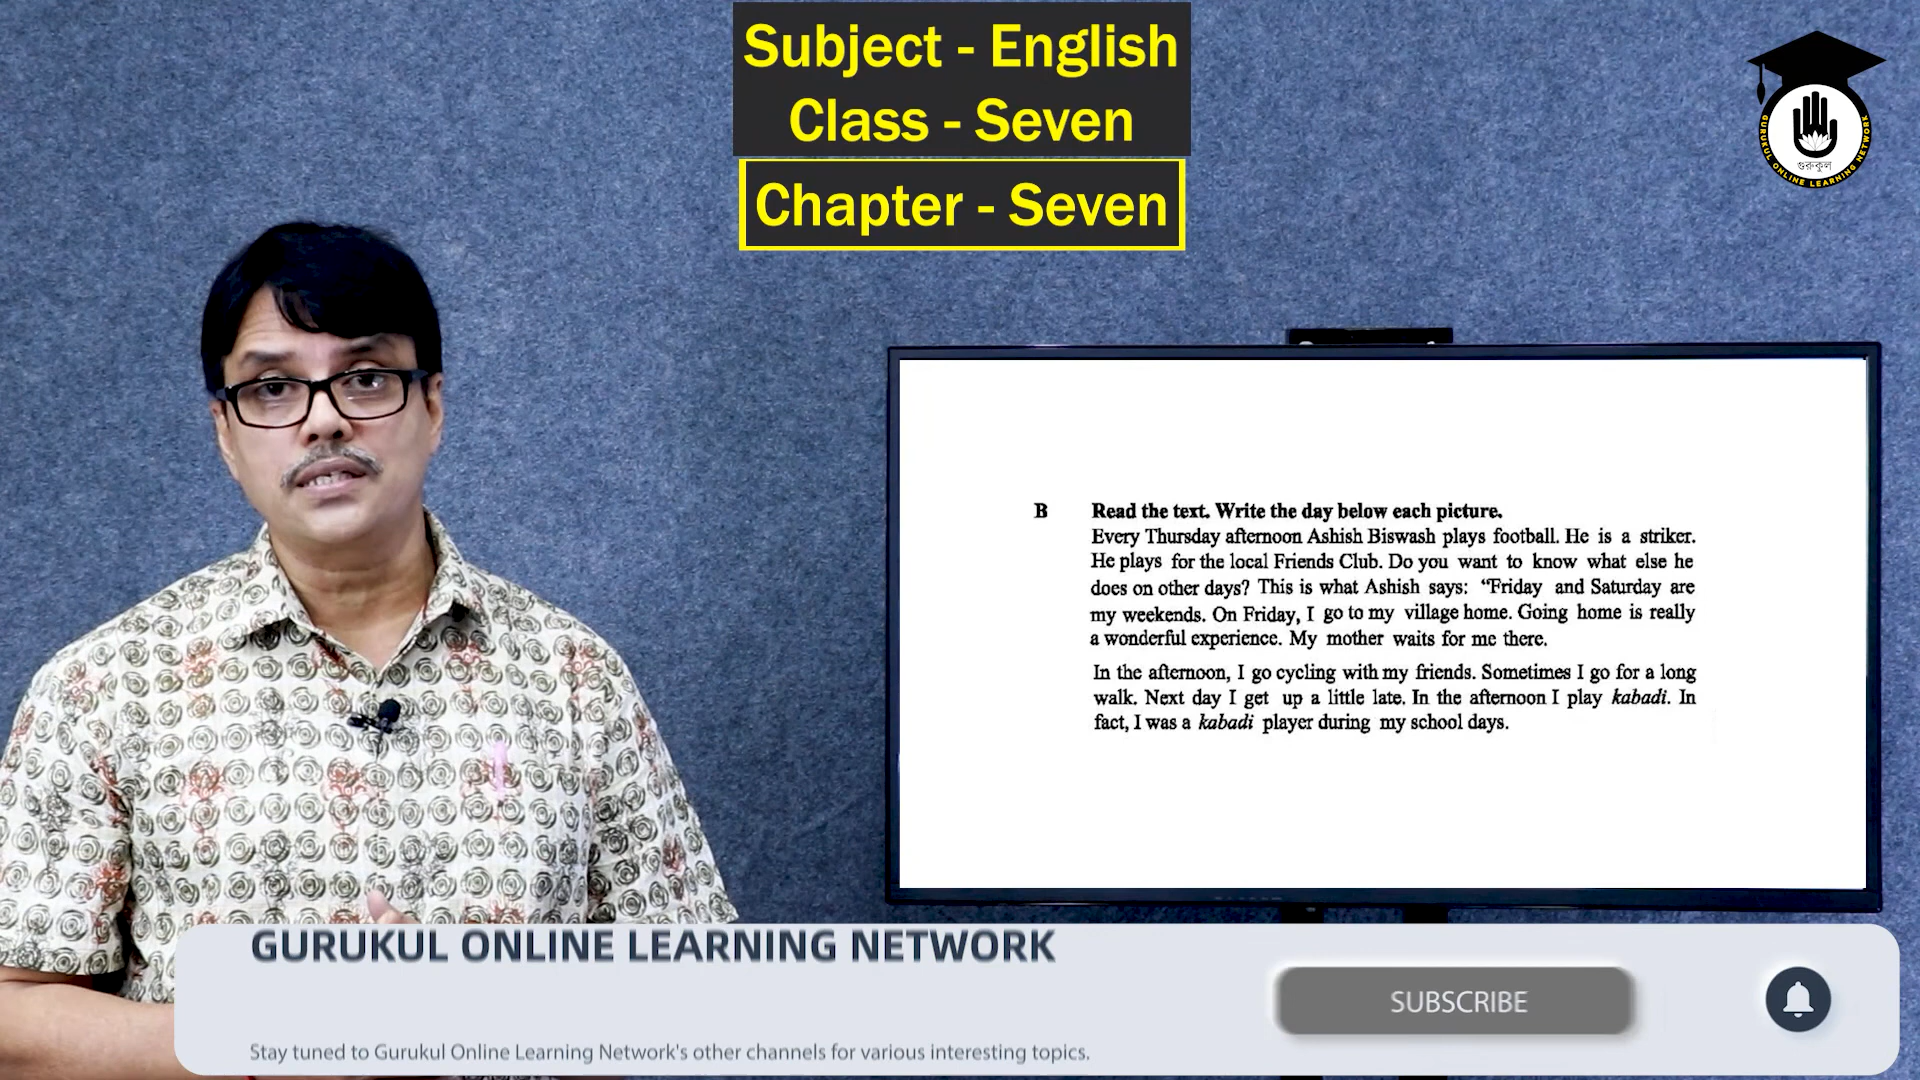 Subject - English
Class - Seven
Chapter - Seven
GURUKUL ONLINE LEARNING NETWORK
গুরুকুল
B Read the text. Write the day below each picture.
Every Thursday afternoon Ashish Biswash plays football. He is a striker.
He plays for the local Friends Club. Do you want to know what else he
does on other days? This is what Ashish says: “Friday and Saturday are
my weekends. On Friday, I go to my village home. Going home is really
a wonderful experience. My mother waits for me there.
In the afternoon, I go cycling with my friends. Sometimes I go for a long
walk. Next day I get up a little late. In the afternoon I play kabadi. In
fact, I was a kabadi player during my school days.
GURUKUL ONLINE LEARNING NETWORK
SUBSCRIBE
Stay tuned to Gurukul Online Learning Network's other channels for various interesting topics.